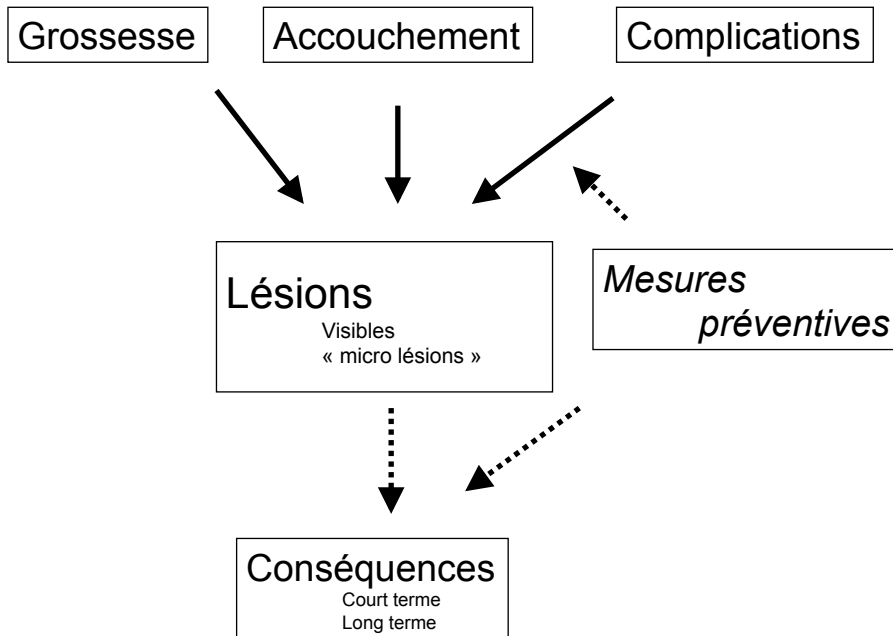 Grossesse
Accouchement
Complications
Lésions
Visibles
« micro lésions »
Mesures
préventives
Conséquences
Court terme
Long terme